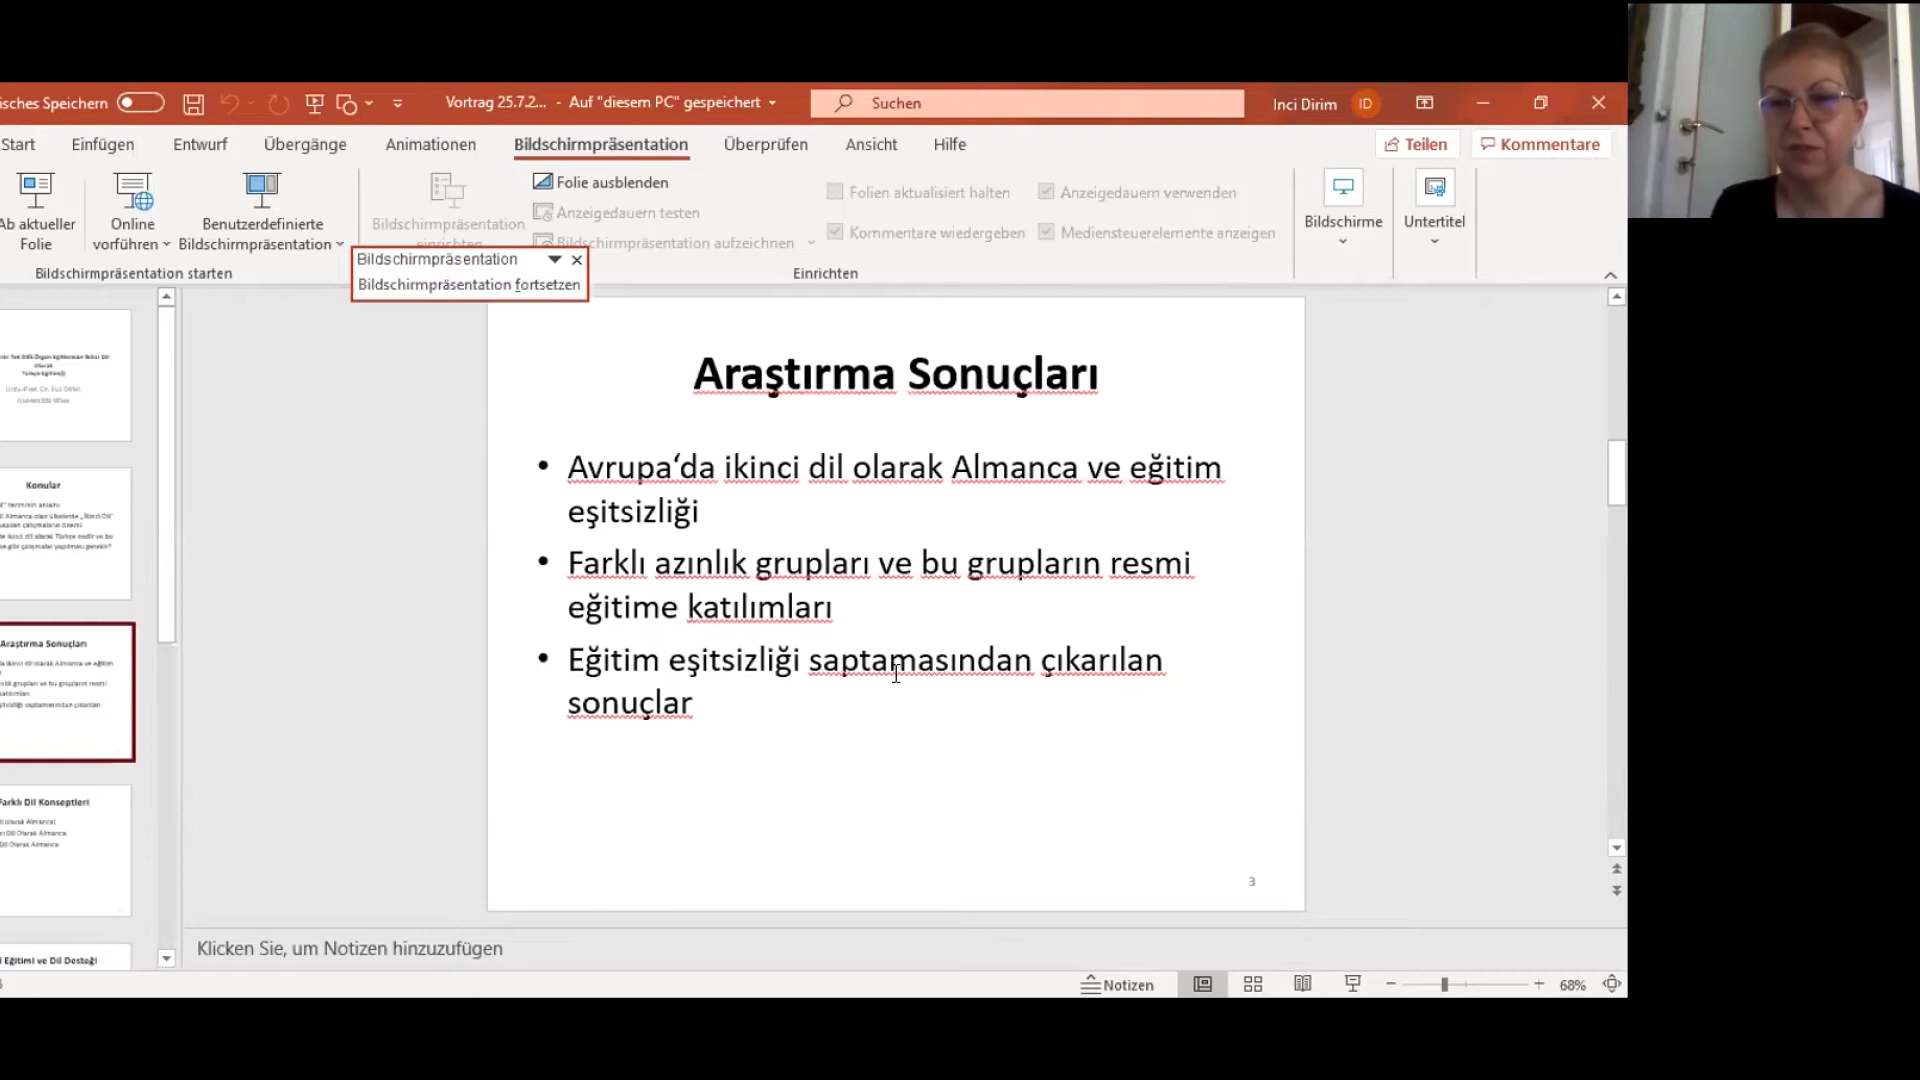 isches Speichern
Vortrag 25.7.2... - Auf "diesem PC" gespeichert
Suchen
Inci Dirim
ID
Start Einfügen Entwurf Übergänge Animationen Bildschirmpräsentation Überprüfen Ansicht Hilfe
Teilen
Kommentare
Ab aktueller
Folie
Online
vorführen
Benutzerdefinierte
Bildschirmpräsentation
Bildschirmpräsentation starten
Bildschirmpräsentation
einrichten
Folie ausblenden
Anzeigedauern testen
Bildschirmpräsentation aufzeichnen
Folien aktualisiert halten
Kommentare wiedergeben
Anzeigedauern verwenden
Mediensteuerelemente anzeigen
Einrichten
Bildschirme
Untertitel
Bildschirmpräsentation
Bildschirmpräsentation fortsetzen
Konular
Araştırma Sonuçları
Farklı Dil Konseptleri
Eğitimi ve Dil Desteği
Araştırma Sonuçları
• Avrupa‘da ikinci dil olarak Almanca ve eğitim
eşitsizliği
• Farklı azınlık grupları ve bu grupların resmi
eğitime katılımları
• Eğitim eşitsizliği saptamasından çıkarılan
sonuçlar
3
Klicken Sie, um Notizen hinzuzufügen
Notizen
68%